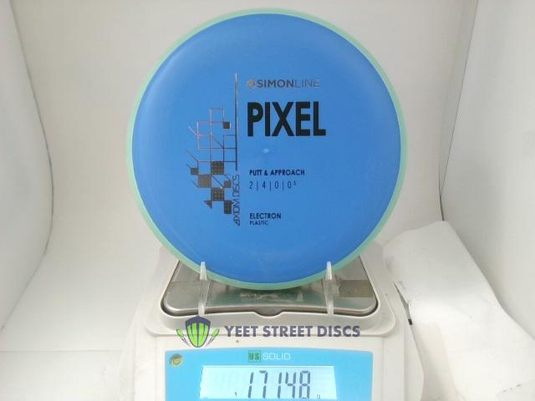 SIMONLINE
PIXEL
PUTT & APPROACH
2 | 4 | 0 | 0.5
AXIOM DISCS
ELECTRON
PLASTIC
YEET STREET DISCS
US SOLID
171.48 g